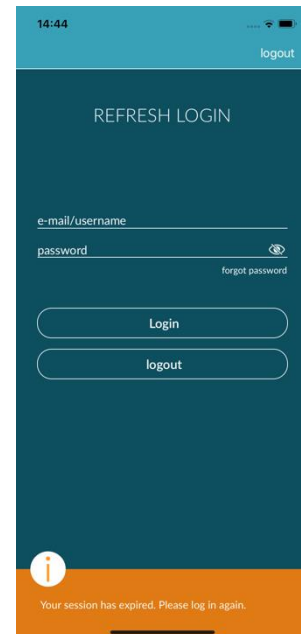 14:44
logout
REFRESH LOGIN
e-mail/username
password
forgot password
Login
logout
i
Your session has expired. Please log in again.